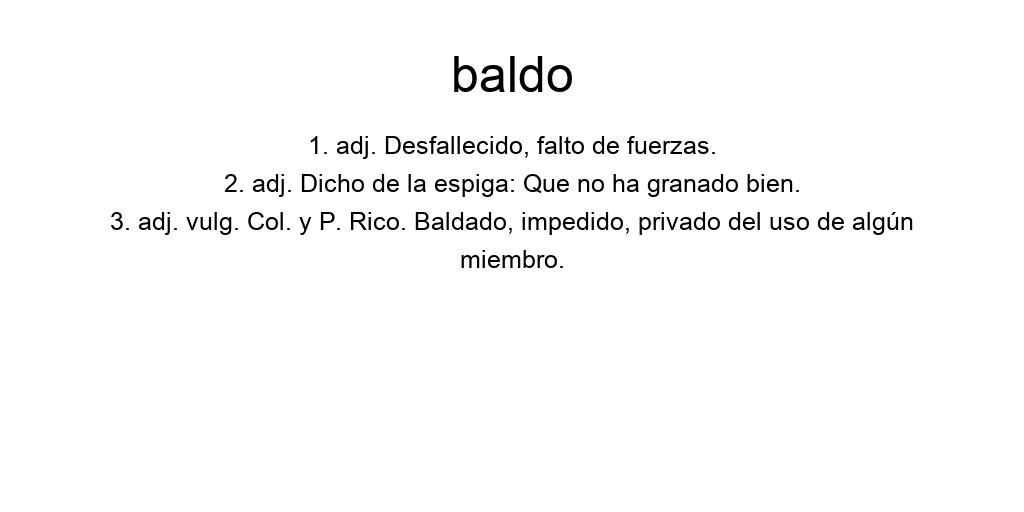 baldo
1. adj. Desfallecido, falto de fuerzas.
2. adj. Dicho de la espiga: Que no ha granado bien.
3. adj. vulg. Col. y P. Rico. Baldado, impedido, privado del uso de algún
miembro.